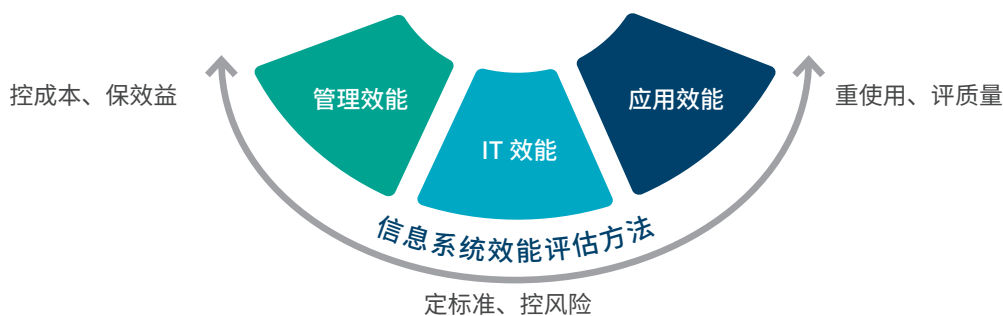 控成本、保效益
管理效能
IT 效能
应用效能
重使用、评质量
信息系统效能评估方法
定标准、控风险